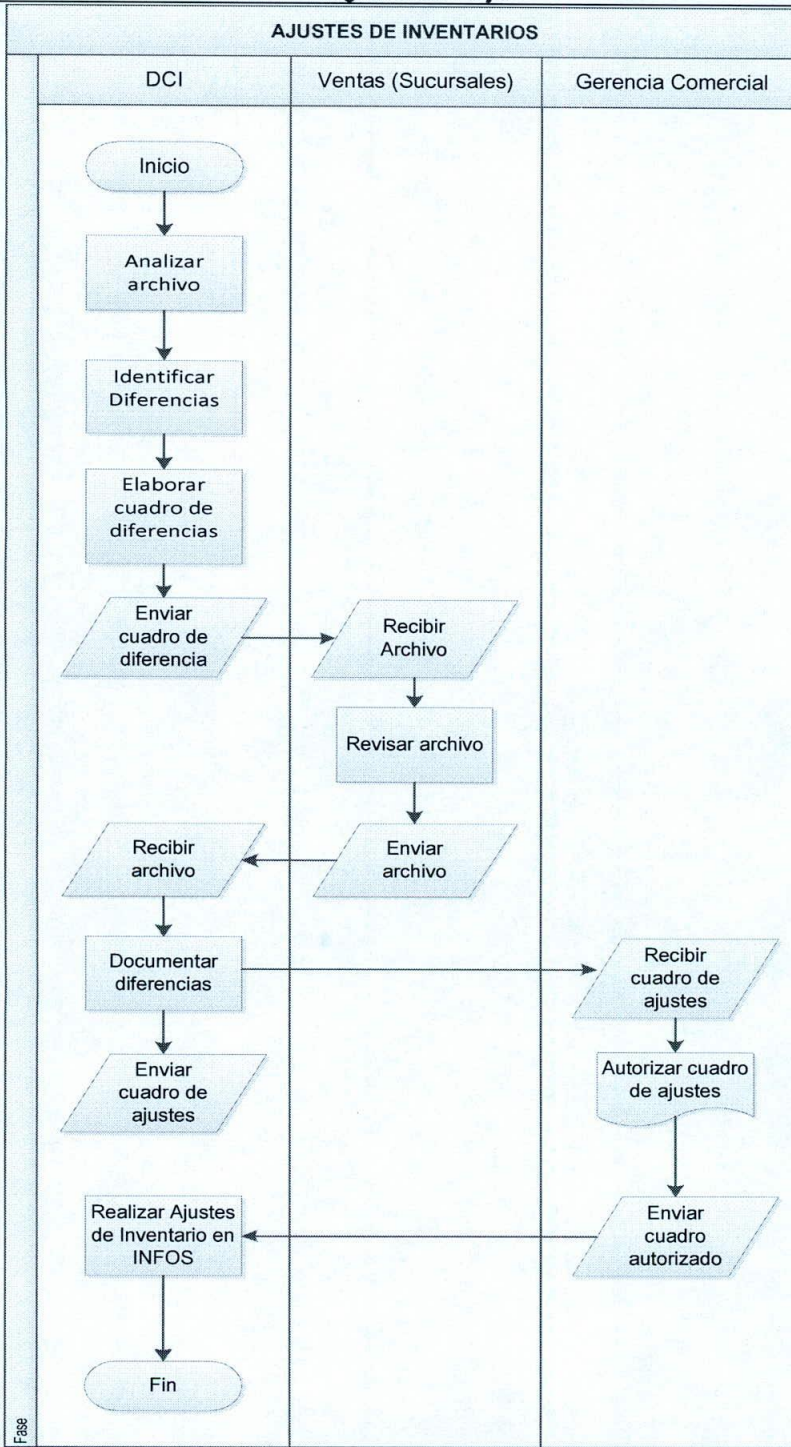 AJUSTES DE INVENTARIOS
DCI
Ventas (Sucursales)
Gerencia Comercial
Inicio
Analizar
archivo
Identificar
Diferencias
Elaborar
cuadro de
diferencias
Enviar
cuadro de
diferencia
Recibir
Archivo
Revisar archivo
Enviar
archivo
Recibir
archivo
Documentar
diferencias
Recibir
cuadro de
ajustes
Enviar
cuadro de
ajustes
Autorizar cuadro
de ajustes
Enviar
cuadro
autorizado
Realizar Ajustes
de Inventario en
INFOS
Fin
Fase